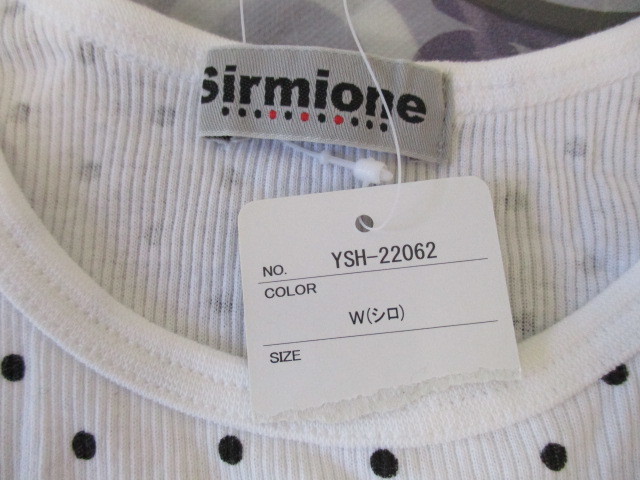 Sirmione
NO. YSH-22062
COLOR
W(シロ)
SIZE